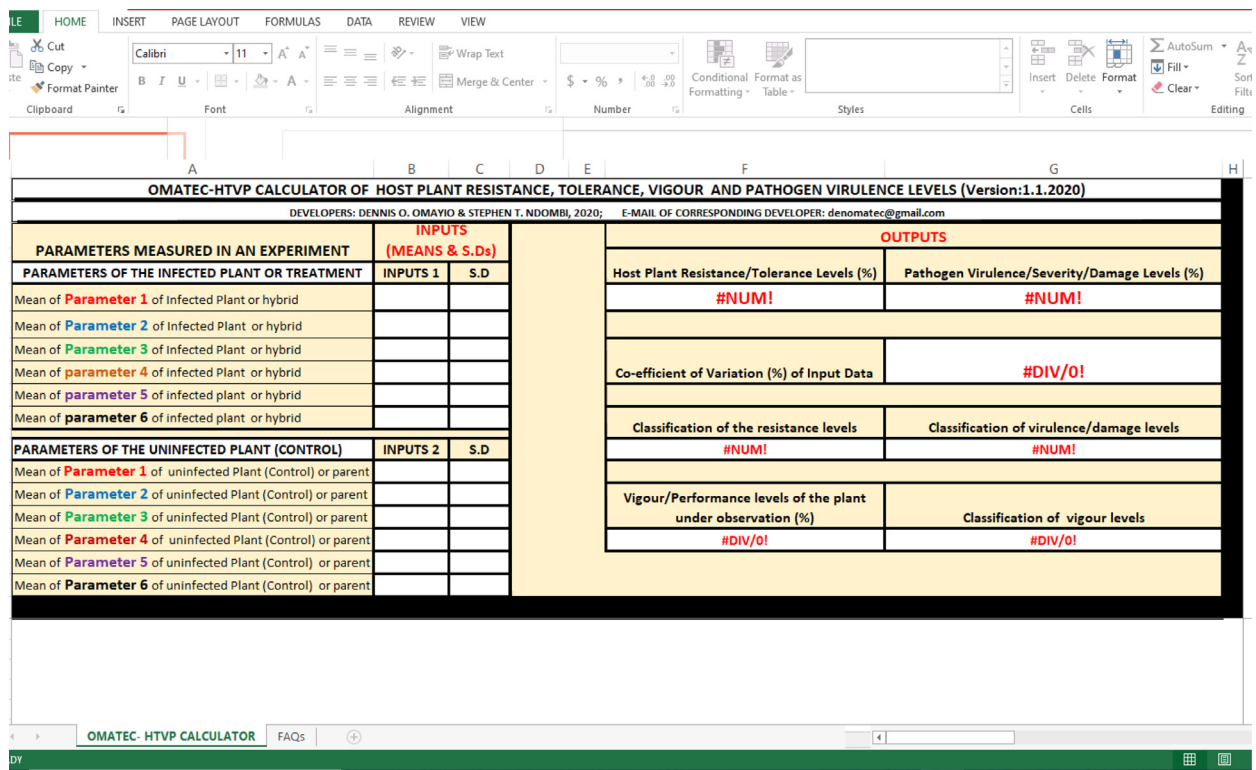 LE HOME INSERT PAGE LAYOUT FORMULAS DATA REVIEW VIEW
Cut
Copy
Format Painter
Clipboard
Calibri 11 A A
B I U A
Font
Wrap Text
Merge & Center
Alignment
$ % , .0 .00 .00 .0
Number
Conditional Formatting
Format as Table
Styles
Insert Delete Format
Cells
AutoSum
Fill
Clear
Sort
Filte
Editing
A B C D E F G H
OMATEC-HTVP CALCULATOR OF HOST PLANT RESISTANCE, TOLERANCE, VIGOUR AND PATHOGEN VIRULENCE LEVELS (Version:1.1.2020)
DEVELOPERS: DENNIS O. OMAYIO & STEPHEN T. NDOMBI, 2020; E-MAIL OF CORRESPONDING DEVELOPER: denomatec@gmail.com
PARAMETERS MEASURED IN AN EXPERIMENT
INPUTS
(MEANS & S.Ds)
OUTPUTS
PARAMETERS OF THE INFECTED PLANT OR TREATMENT INPUTS 1 S.D
Host Plant Resistance/Tolerance Levels (%) Pathogen Virulence/Severity/Damage Levels (%)
Mean of Parameter 1 of Infected Plant or hybrid #NUM! #NUM!
Mean of Parameter 2 of Infected Plant or hybrid
Mean of Parameter 3 of Infected Plant or hybrid
Mean of parameter 4 of Infected Plant or hybrid
Co-efficient of Variation (%) of Input Data #DIV/0!
Mean of parameter 5 of infected plant or hybrid
Mean of parameter 6 of infected plant or hybrid
Classification of the resistance levels Classification of virulence/damage levels
PARAMETERS OF THE UNINFECTED PLANT (CONTROL) INPUTS 2 S.D #NUM! #NUM!
Mean of Parameter 1 of uninfected Plant (Control) or parent
Mean of Parameter 2 of uninfected Plant (Control) or parent
Mean of Parameter 3 of uninfected Plant (Control) or parent
Vigour/Performance levels of the plant
under observation (%) Classification of vigour levels
Mean of Parameter 4 of uninfected Plant (Control) or parent #DIV/0! #DIV/0!
Mean of Parameter 5 of uninfected Plant (Control) or parent
Mean of Parameter 6 of uninfected Plant (Control) or parent
OMATEC- HTVP CALCULATOR FAQs
DY